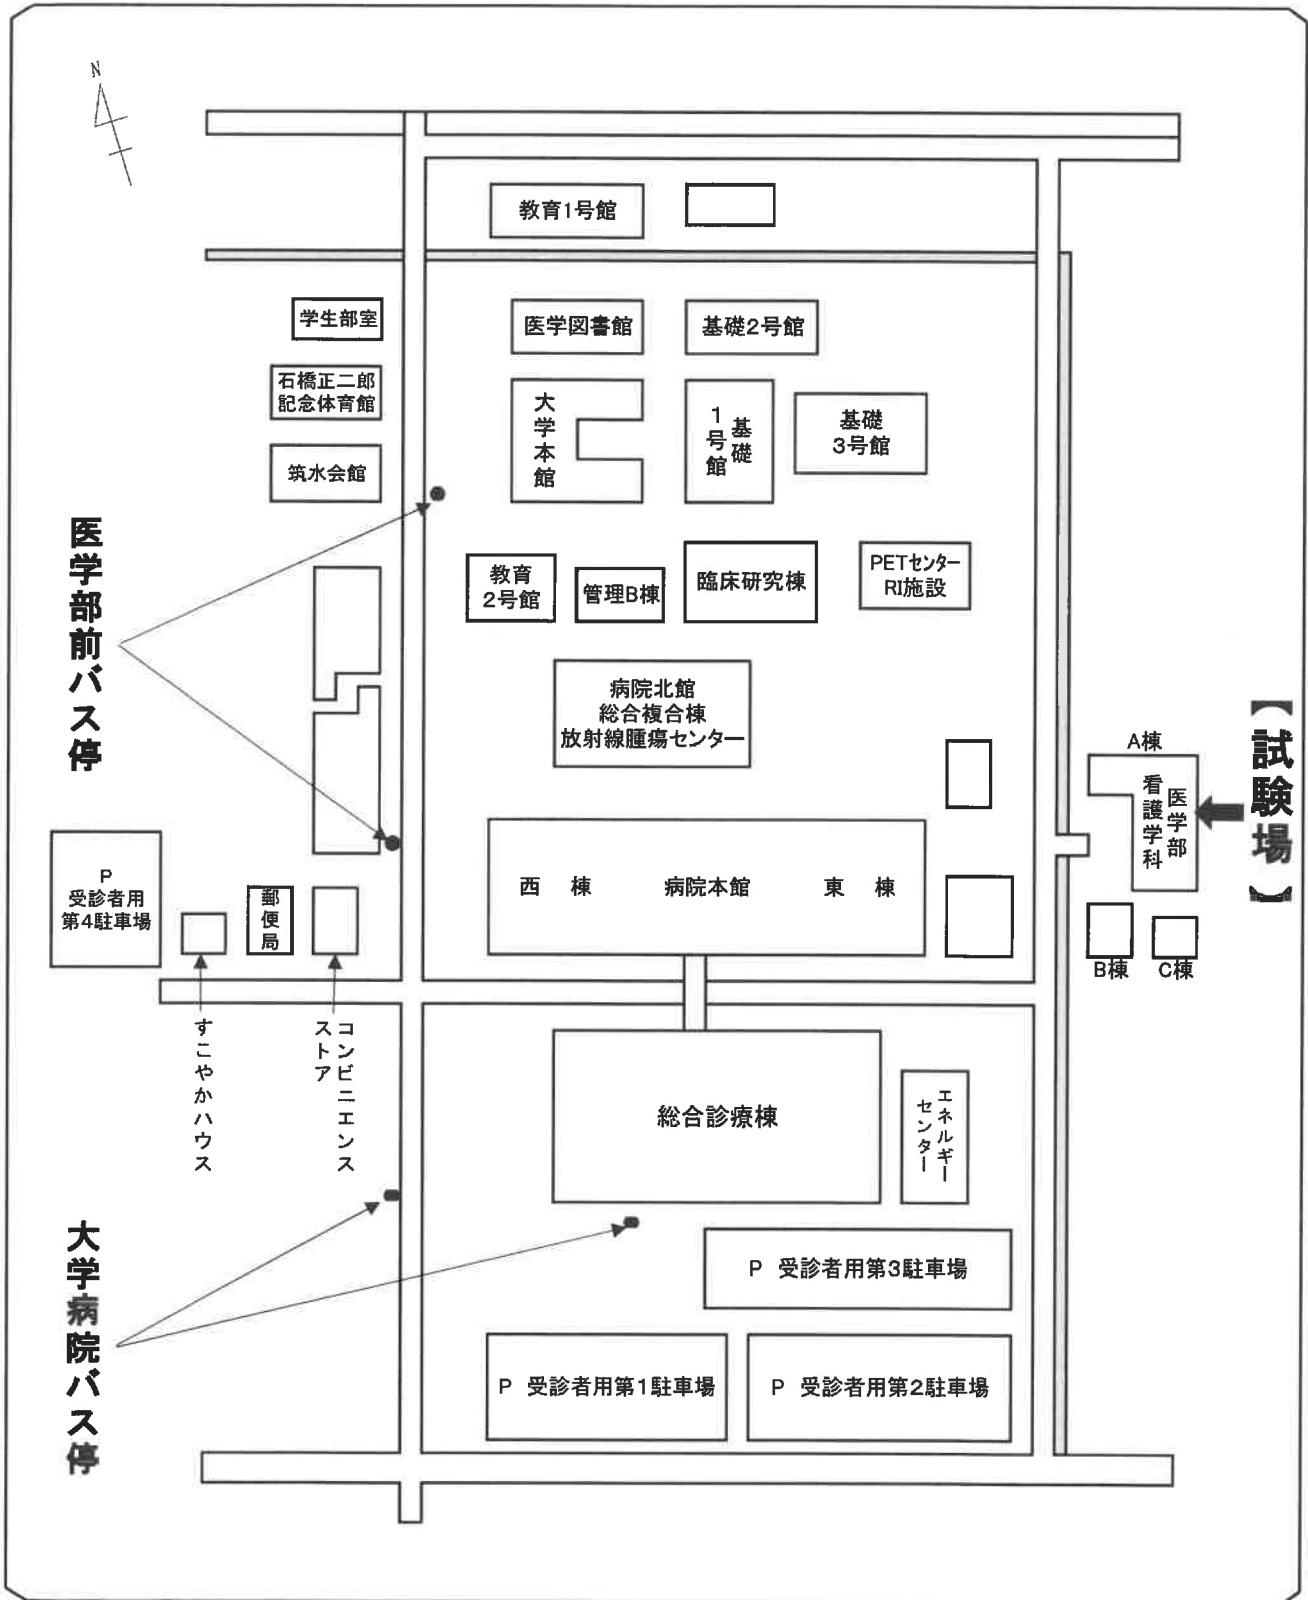 N
教育1号館
学生部室
医学図書館
基礎2号館
石橋正二郎
記念体育館
大学本館
基礎
1号館
基礎
3号館
筑水会館
医学部前バス停
教育
2号館
管理B棟
臨床研究棟
PETセンター
RI施設
病院北館
総合複合棟
放射線腫瘍センター
【試験場】
A棟
医学部
看護学科
P
受診者用
第4駐車場
郵便局
西 棟 病院本館 東 棟
B棟
C棟
すこやかハウス
コンビニエンス
ストア
総合診療棟
エネルギー
センター
大学病院バス停
P 受診者用第3駐車場
P 受診者用第1駐車場
P 受診者用第2駐車場